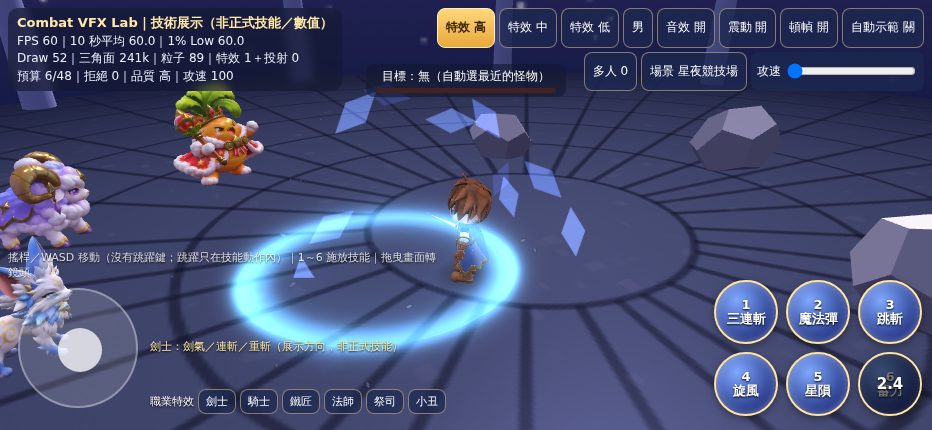 Combat VFX Lab｜技術展示（非正式技能／數值）
FPS 60｜10 秒平均 60.0｜1% Low 60.0
Draw 52｜三角面 241k｜粒子 89｜特效 1＋投射 0
預算 6/48｜拒絕 0｜品質 高｜攻速 100
特效 高
特效 中
特效 低
男
音效 開
震動 開
頓幀 開
自動示範 關
多人 0
場景 星夜競技場
攻速
目標：無（自動選最近的怪物）
搖桿／WASD 移動（沒有跳躍鍵；跳躍只在技能動作內）｜1～6 施放技能｜拖曳畫面轉
鏡頭
劍士：劍氣／連斬／重斬（展示方向，非正式技能）
職業特效
劍士
騎士
鐵匠
法師
祭司
小丑
1
三連斬
2
魔法彈
3
跳斬
4
旋風
5
星隕
6
2.4